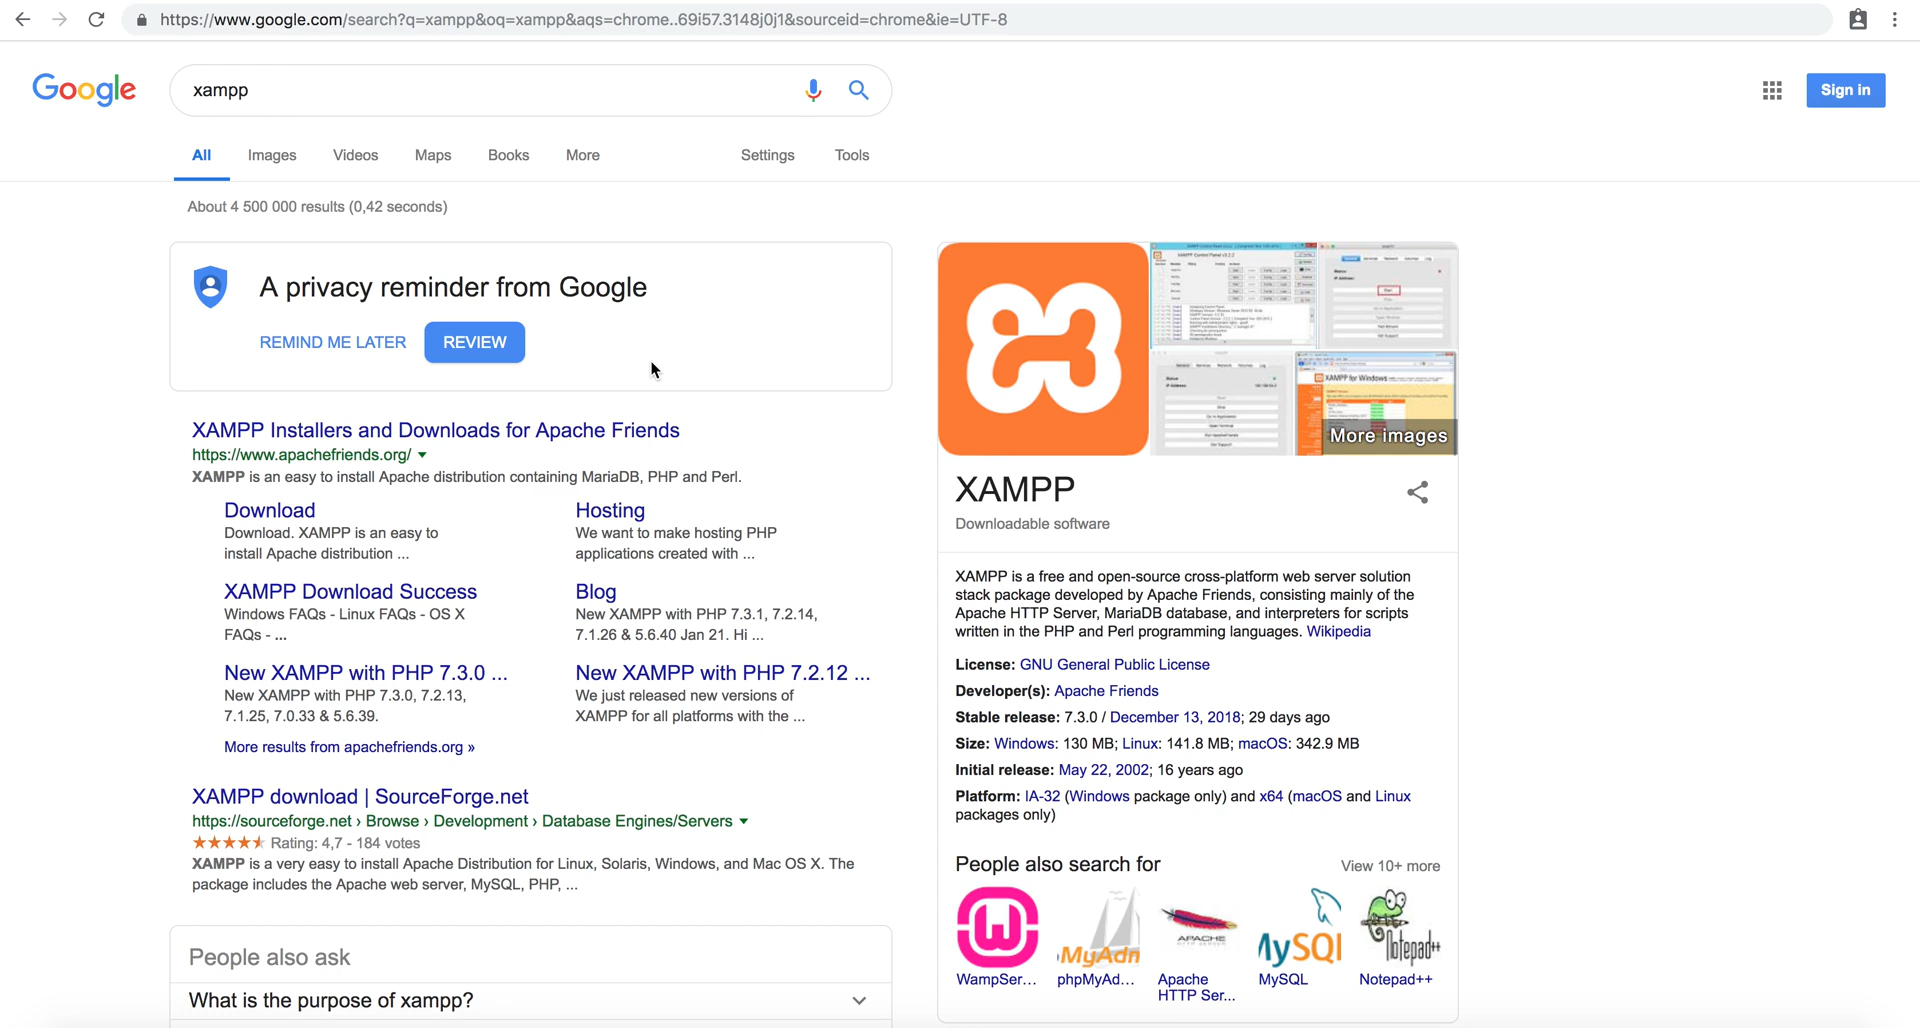 https://www.google.com/search?q=xampp&oq=xampp&aqs=chrome..69i57.3148j0j1&sourceid=chrome&ie=UTF-8
Google
xampp
Sign in
All Images Videos Maps Books More Settings Tools
About 4 500 000 results (0,42 seconds)
A privacy reminder from Google
REMIND ME LATER REVIEW
XAMPP Installers and Downloads for Apache Friends
https://www.apachefriends.org/
XAMPP is an easy to install Apache distribution containing MariaDB, PHP and Perl.
Download
Download. XAMPP is an easy to
install Apache distribution ...
Hosting
We want to make hosting PHP
applications created with ...
XAMPP Download Success
Windows FAQs - Linux FAQs - OS X
FAQs - ...
Blog
New XAMPP with PHP 7.3.1, 7.2.14,
7.1.26 & 5.6.40 Jan 21. Hi ...
New XAMPP with PHP 7.3.0 ...
New XAMPP with PHP 7.3.0, 7.2.13,
7.1.25, 7.0.33 & 5.6.39.
New XAMPP with PHP 7.2.12 ...
We just released new versions of
XAMPP for all platforms with the ...
More results from apachefriends.org »
XAMPP download | SourceForge.net
https://sourceforge.net › Browse › Development › Database Engines/Servers
Rating: 4,7 - 184 votes
XAMPP is a very easy to install Apache Distribution for Linux, Solaris, Windows, and Mac OS X. The
package includes the Apache web server, MySQL, PHP, ...
People also ask
What is the purpose of xampp?
XAMPP for Windows
More images
XAMPP
Downloadable software
XAMPP is a free and open-source cross-platform web server solution
stack package developed by Apache Friends, consisting mainly of the
Apache HTTP Server, MariaDB database, and interpreters for scripts
written in the PHP and Perl programming languages. Wikipedia
License: GNU General Public License
Developer(s): Apache Friends
Stable release: 7.3.0 / December 13, 2018; 29 days ago
Size: Windows: 130 MB; Linux: 141.8 MB; macOS: 342.9 MB
Initial release: May 22, 2002; 16 years ago
Platform: IA-32 (Windows package only) and x64 (macOS and Linux
packages only)
People also search for
View 10+ more
MyAdn
APACHE
MySQL
Notepad++
WampSer...
phpMyAd...
Apache
HTTP Ser...
MySQL
Notepad++